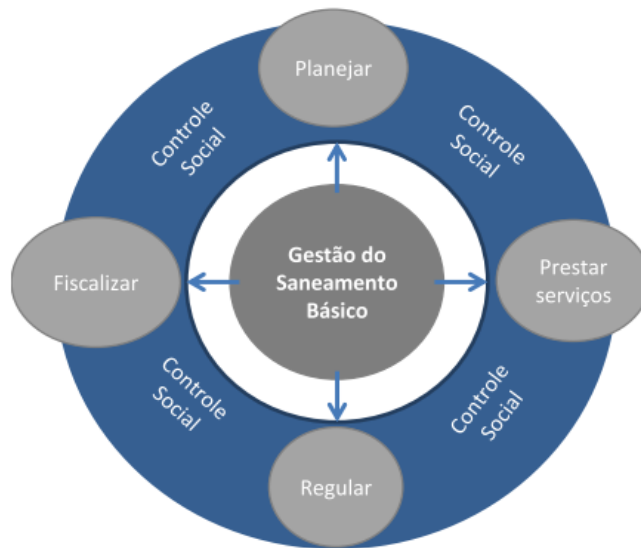 Planejar
Controle
Social
Controle
Social
Fiscalizar
Gestão do
Saneamento
Básico
Prestar
serviços
Controle
Social
Controle
Social
Regular